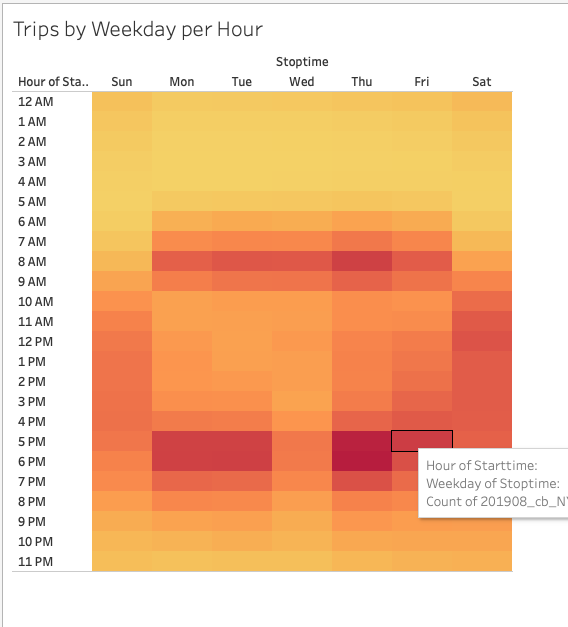 Trips by Weekday per Hour
Stoptime
Hour of Sta.. Sun Mon Tue Wed Thu Fri Sat
12 AM
1 AM
2 AM
3 AM
4 AM
5 AM
6 AM
7 AM
8 AM
9 AM
10 AM
11 AM
12 PM
1 PM
2 PM
3 PM
4 PM
5 PM
6 PM
Hour of Starttime:
7 PM
Weekday of Stoptime:
8 PM
Count of 201908_cb_NY
9 PM
10 PM
11 PM